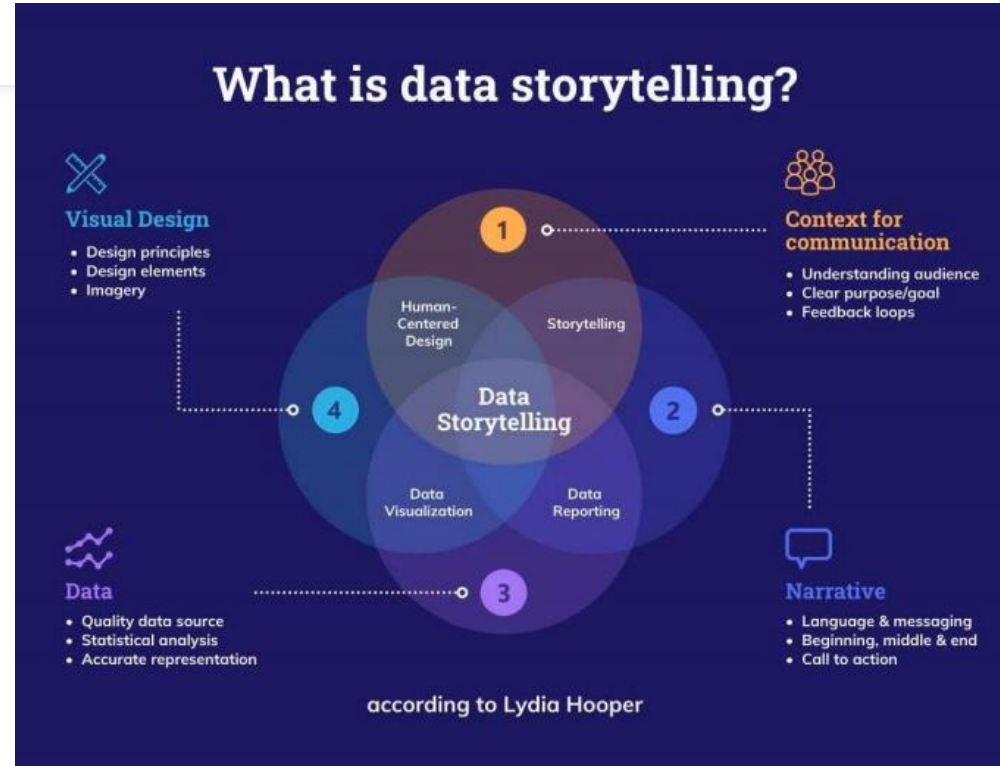 What is data storytelling?
Visual Design
• Design principles
• Design elements
• Imagery
1
Context for
communication
• Understanding audience
• Clear purpose/goal
• Feedback loops
Human-
Centered
Design
Storytelling
4
Data
Storytelling
2
Data
Visualization
Data
Reporting
Data
• Quality data source
• Statistical analysis
• Accurate representation
3
Narrative
• Language & messaging
• Beginning, middle & end
• Call to action
according to Lydia Hooper